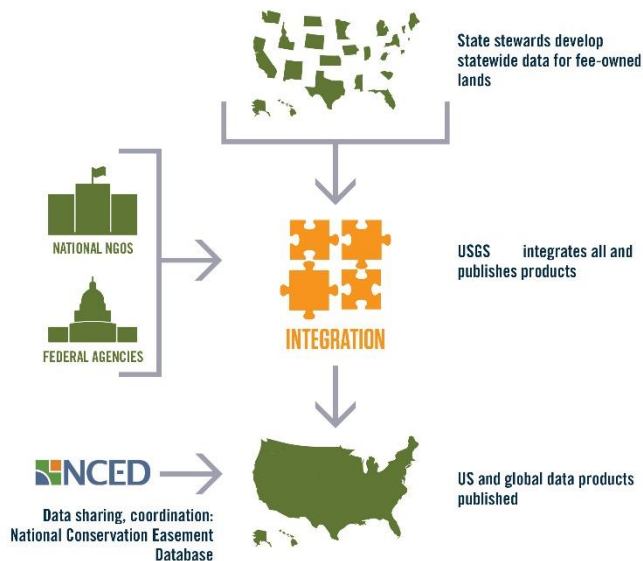 State stewards develop
statewide data for fee-owned
lands
NATIONAL NGOS
FEDERAL AGENCIES
INTEGRATION
USGS integrates all and
publishes products
NCED
Data sharing, coordination:
National Conservation Easement
Database
US and global data products
published